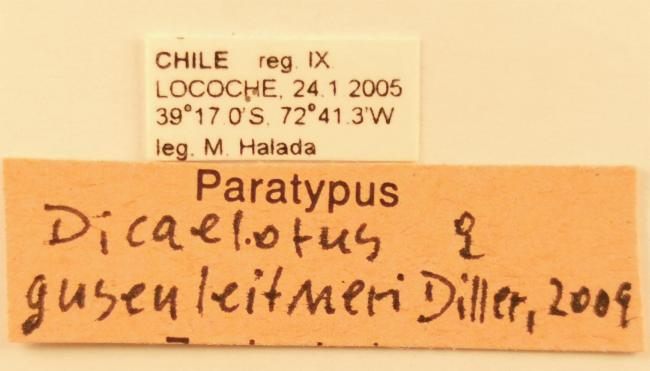 CHILE reg. IX
LOCOCHE, 24.1 2005
39°17.0'S, 72°41.3'W
leg. M. Halada
Paratypus
Dicaelotus ♀
gusenleitneri Diller, 2009